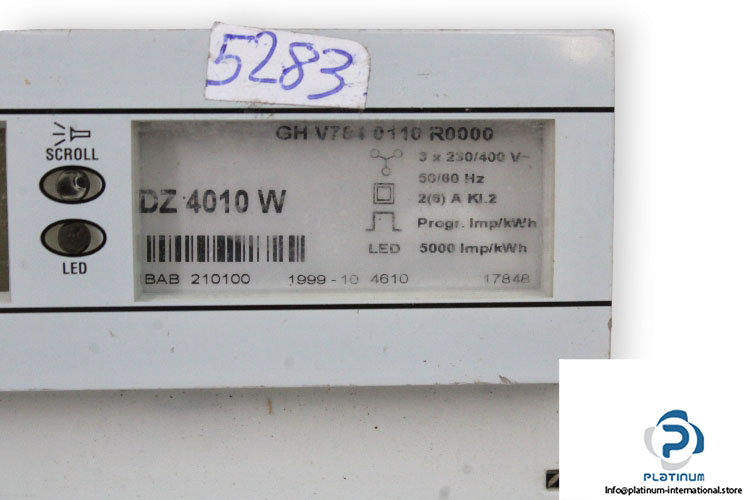 5283
GH V7 0110 R0000
SCROLL
3 x 230/400 V~
50/60 Hz
DZ 4010 W
2(6) A Kl.2
Progr. Imp/kWh
LED 5000 Imp/kWh
LED
BAB 210100 1999-10 4610 17848
PLATINUM
Info@platinum-international.store